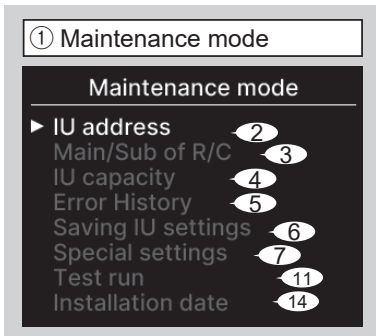 ① Maintenance mode
Maintenance mode
▶ IU address 2
Main/Sub of R/C 3
IU capacity 4
Error History 5
Saving IU settings 6
Special settings 7
Test run 11
Installation date 14